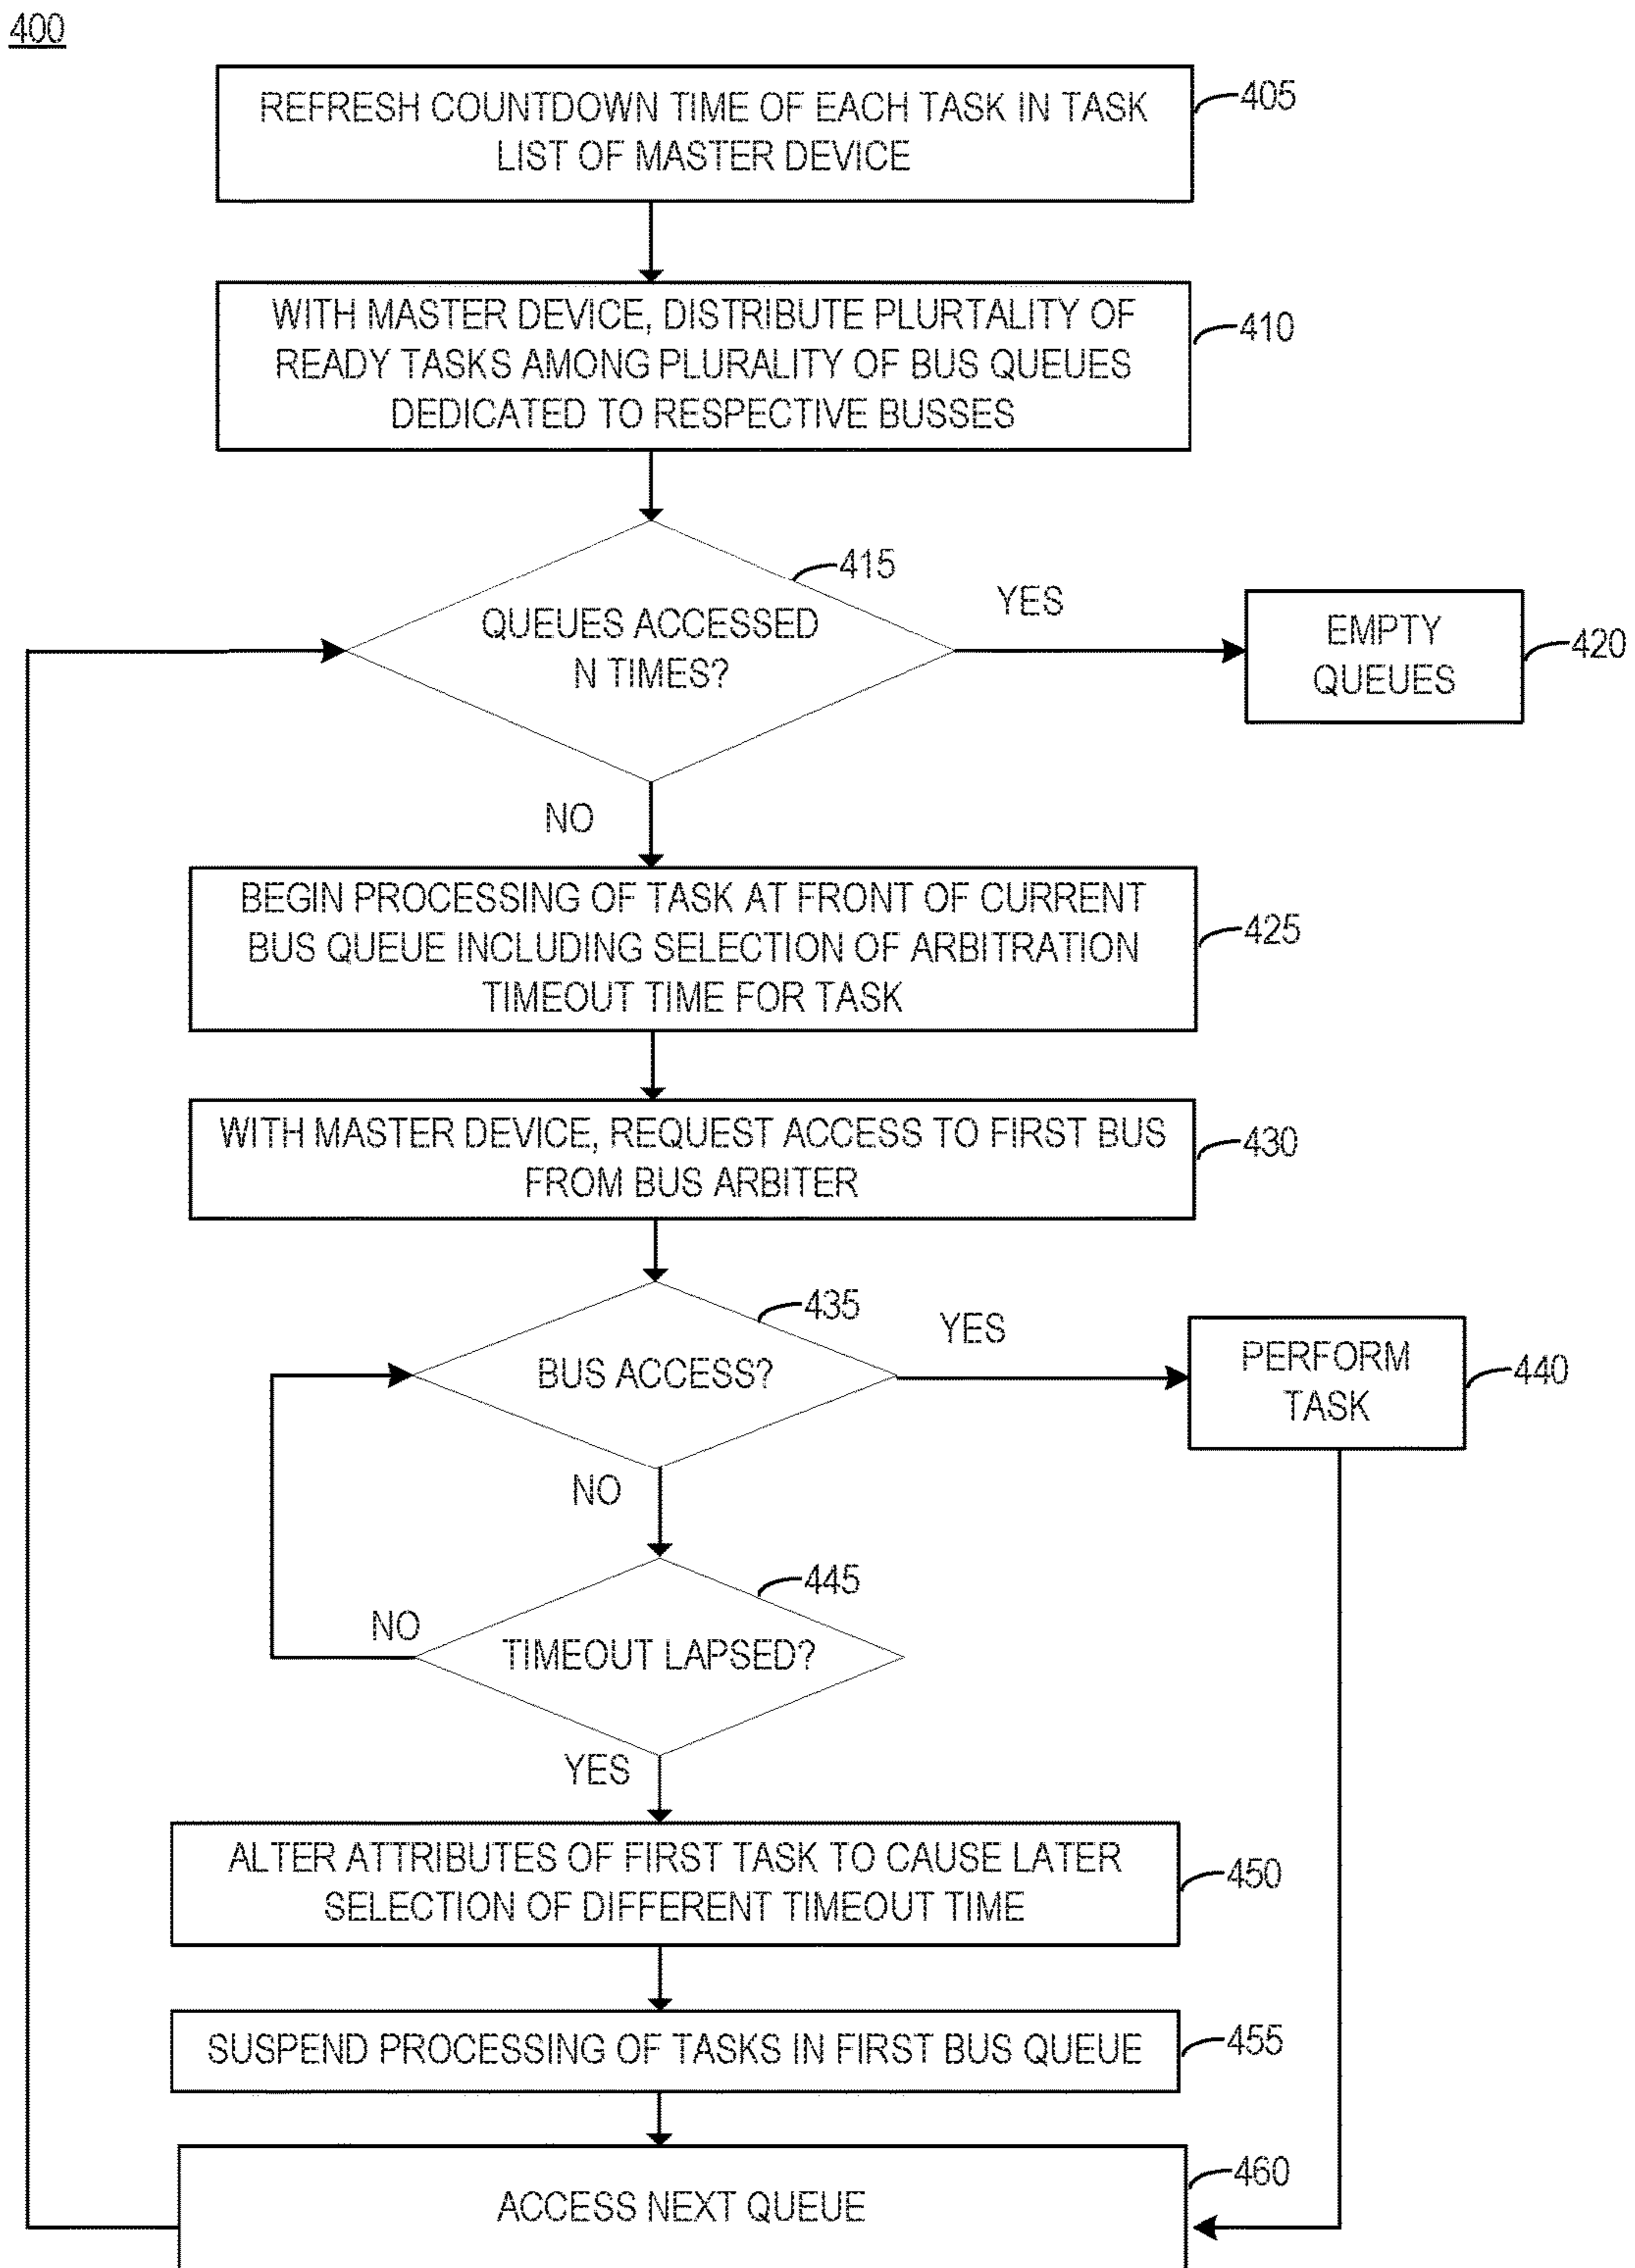 400
REFRESH COUNTDOWN TIME OF EACH TASK IN TASK
LIST OF MASTER DEVICE
405
WITH MASTER DEVICE, DISTRIBUTE PLURTALITY OF
READY TASKS AMONG PLURALITY OF BUS QUEUES
DEDICATED TO RESPECTIVE BUSSES
410
415
QUEUES ACCESSED
N TIMES?
YES
EMPTY
QUEUES
420
NO
BEGIN PROCESSING OF TASK AT FRONT OF CURRENT
BUS QUEUE INCLUDING SELECTION OF ARBITRATION
TIMEOUT TIME FOR TASK
425
WITH MASTER DEVICE, REQUEST ACCESS TO FIRST BUS
FROM BUS ARBITER
430
435
BUS ACCESS?
YES
PERFORM
TASK
440
NO
445
NO
TIMEOUT LAPSED?
YES
ALTER ATTRIBUTES OF FIRST TASK TO CAUSE LATER
SELECTION OF DIFFERENT TIMEOUT TIME
450
SUSPEND PROCESSING OF TASKS IN FIRST BUS QUEUE
455
ACCESS NEXT QUEUE
460